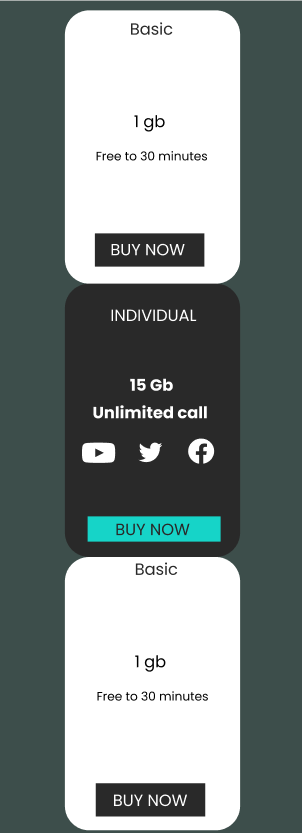 Basic
1 gb
Free to 30 minutes
BUY NOW
INDIVIDUAL
15 Gb
Unlimited call
BUY NOW
Basic
1 gb
Free to 30 minutes
BUY NOW